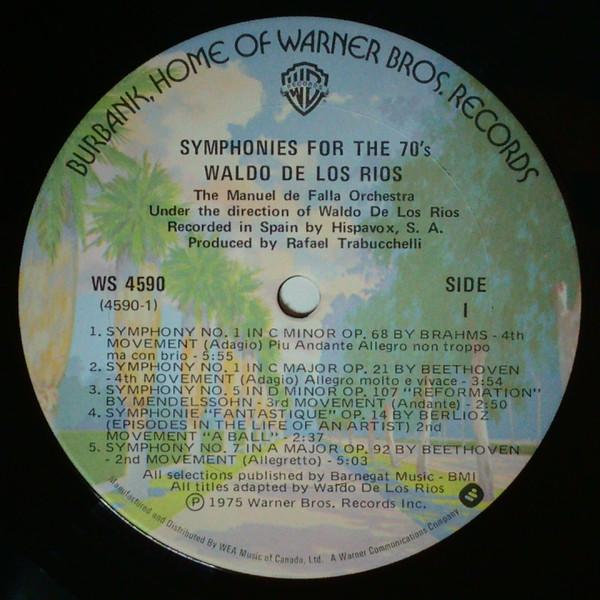 BURBANK, HOME OF WARNER BROS. RECORDS
WB
RECORDS
SYMPHONIES FOR THE 70's
WALDO DE LOS RIOS
The Manuel de Falla Orchestra
Under the direction of Waldo De Los Rios
Recorded in Spain by Hispavox, S. A.
Produced by Rafael Trabucchelli
WS 4590
(4590-1)
SIDE
I
1. SYMPHONY NO. 1 IN C MINOR OP. 68 BY BRAHMS - 4th
MOVEMENT (Adagio) Piu Andante Allegro non troppo
ma con brio - 5:55
2. SYMPHONY NO. 1 IN C MAJOR OP. 21 BY BEETHOVEN
-4th MOVEMENT (Adagio) Allegro molto e vivace - 3:54
3. SYMPHONY NO. 5 IN D MINOR OP. 107 "REFORMATION"
BY MENDELSSOHN - 3rd MOVEMENT (Andante) - 2:50
4. SYMPHONIE "FANTASTIQUE" OP. 14 BY BERLIOZ
(EPISODES IN THE LIFE OF AN ARTIST) 2nd
MOVEMENT "A BALL" - 2:37
5. SYMPHONY NO. 7 IN A MAJOR OP. 92 BY BEETHOVEN
- 2nd MOVEMENT (Allegretto) - 5:03
All selections published by Barnegat Music - BMI
All titles adapted by Waldo De Los Rios
Ⓟ 1975 Warner Bros. Records Inc.
Manufactured and Distributed By WEA Music of Canada, Ltd. A Warner Communications Company